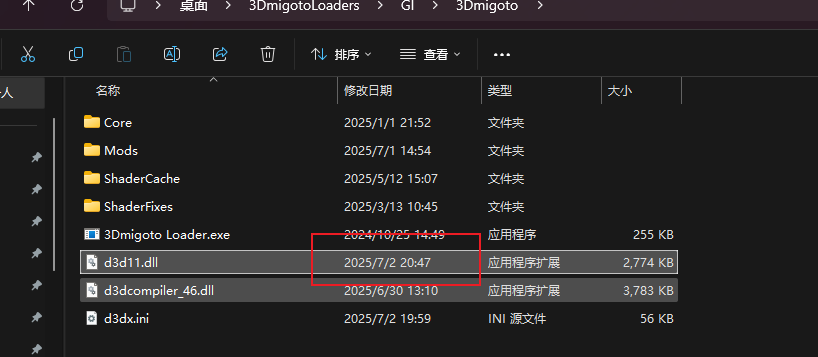 桌面 > 3DmigotoLoaders > GI > 3Dmigoto >
排序 查看 ...
名称 修改日期 类型 大小
人
Core 2025/1/1 21:52 文件夹
Mods 2025/7/1 14:54 文件夹
ShaderCache 2025/5/12 15:07 文件夹
ShaderFixes 2025/3/13 10:45 文件夹
3Dmigoto Loader.exe 2024/10/25 14:49 应用程序 255 KB
d3d11.dll 2025/7/2 20:47 应用程序扩展 2,774 KB
d3dcompiler_46.dll 2025/6/30 13:10 应用程序扩展 3,783 KB
d3dx.ini 2025/7/2 19:59 INI 源文件 56 KB